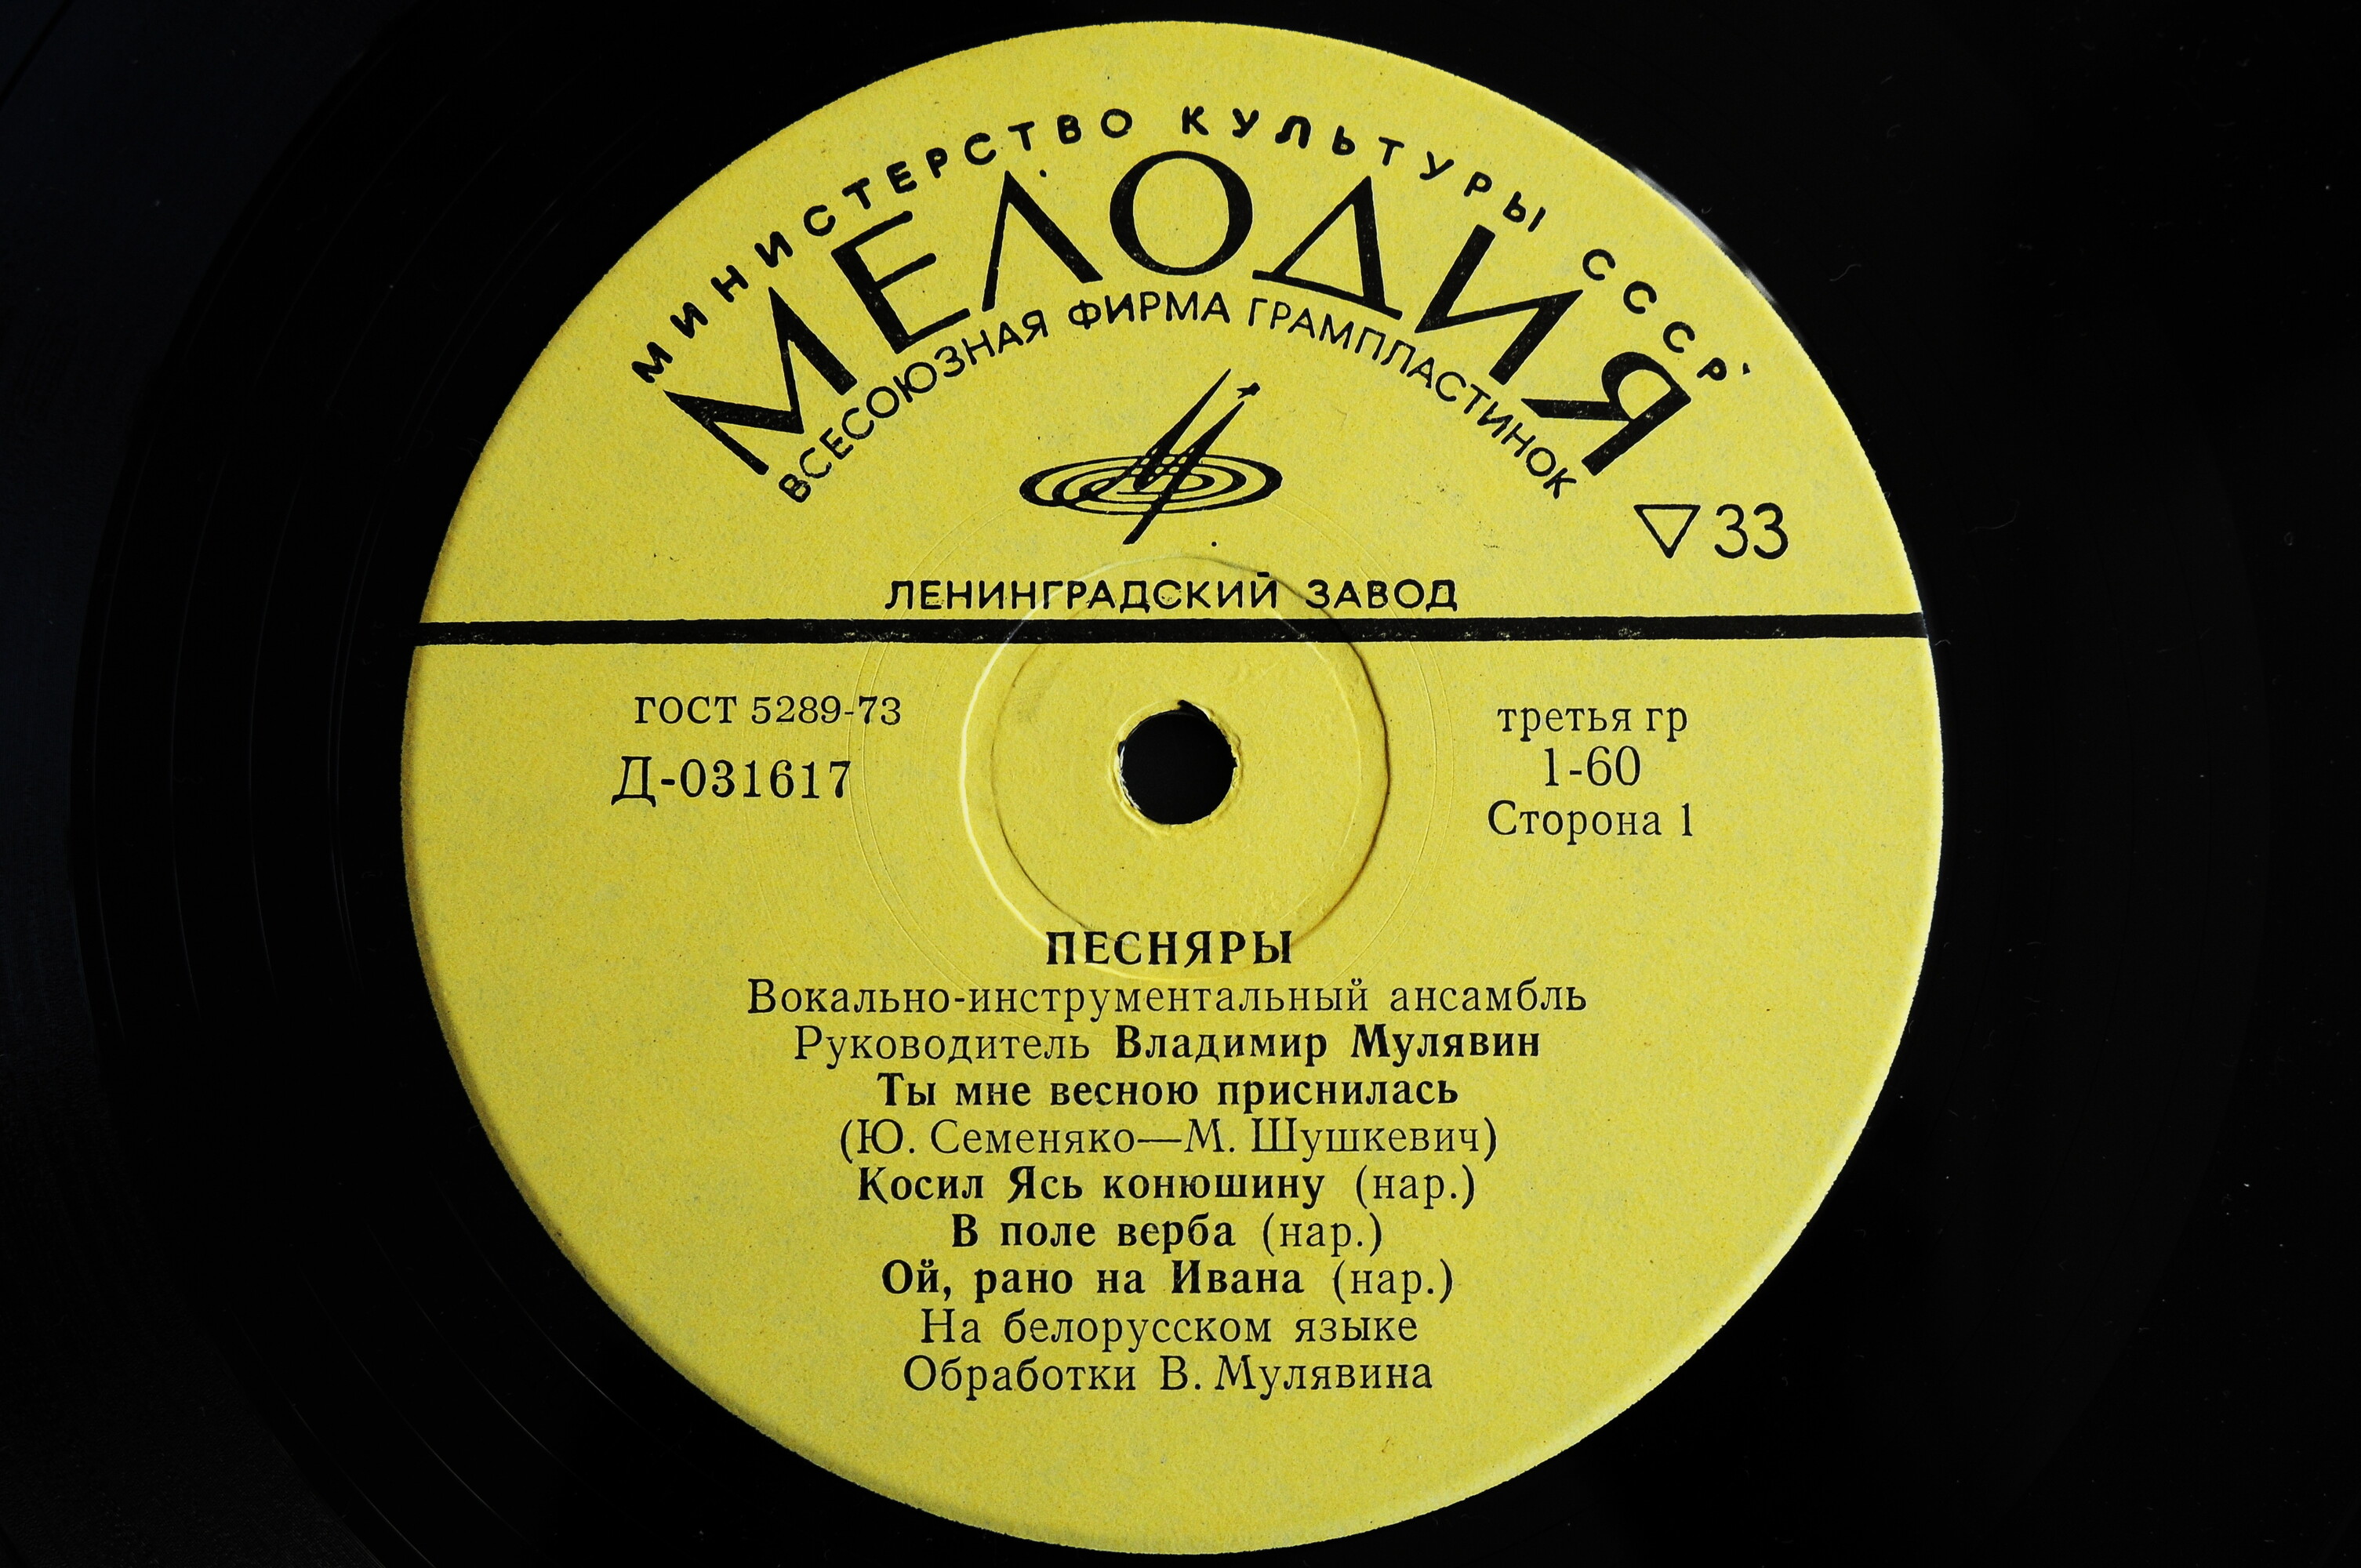 МИНИСТЕРСТВО КУЛЬТУРЫ СССР
МЕЛОДИЯ
ВСЕСОЮЗНАЯ ФИРМА ГРАМПЛАСТИНОК
▽33
ЛЕНИНГРАДСКИЙ ЗАВОД
ГОСТ 5289-73
Д-031617
третья гр
1-60
Сторона 1
ПЕСНЯРЫ
Вокально-инструментальный ансамбль
Руководитель Владимир Мулявин
Ты мне весною приснилась
(Ю. Семеняко—М. Шушкевич)
Косил Ясь конюшину (нар.)
В поле верба (нар.)
Ой, рано на Ивана (нар.)
На белорусском языке
Обработки В. Мулявина